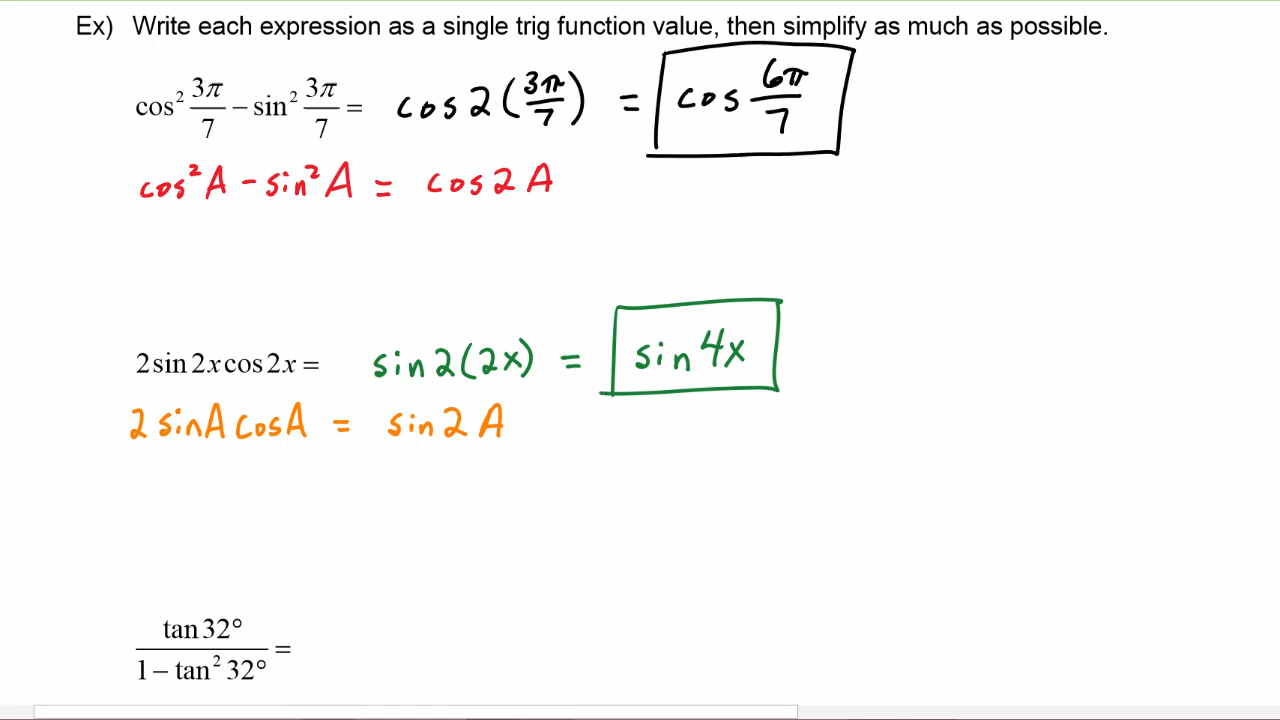 Ex) Write each expression as a single trig function value, then simplify as much as possible.
cos² 3π/7 − sin² 3π/7 = cos 2(3π/7) = cos 6π/7
cos²A − sin²A = cos 2A
2 sin 2x cos 2x = sin 2(2x) = sin 4x
2 sinA cosA = sin 2A
tan 32° / 1 − tan² 32° =